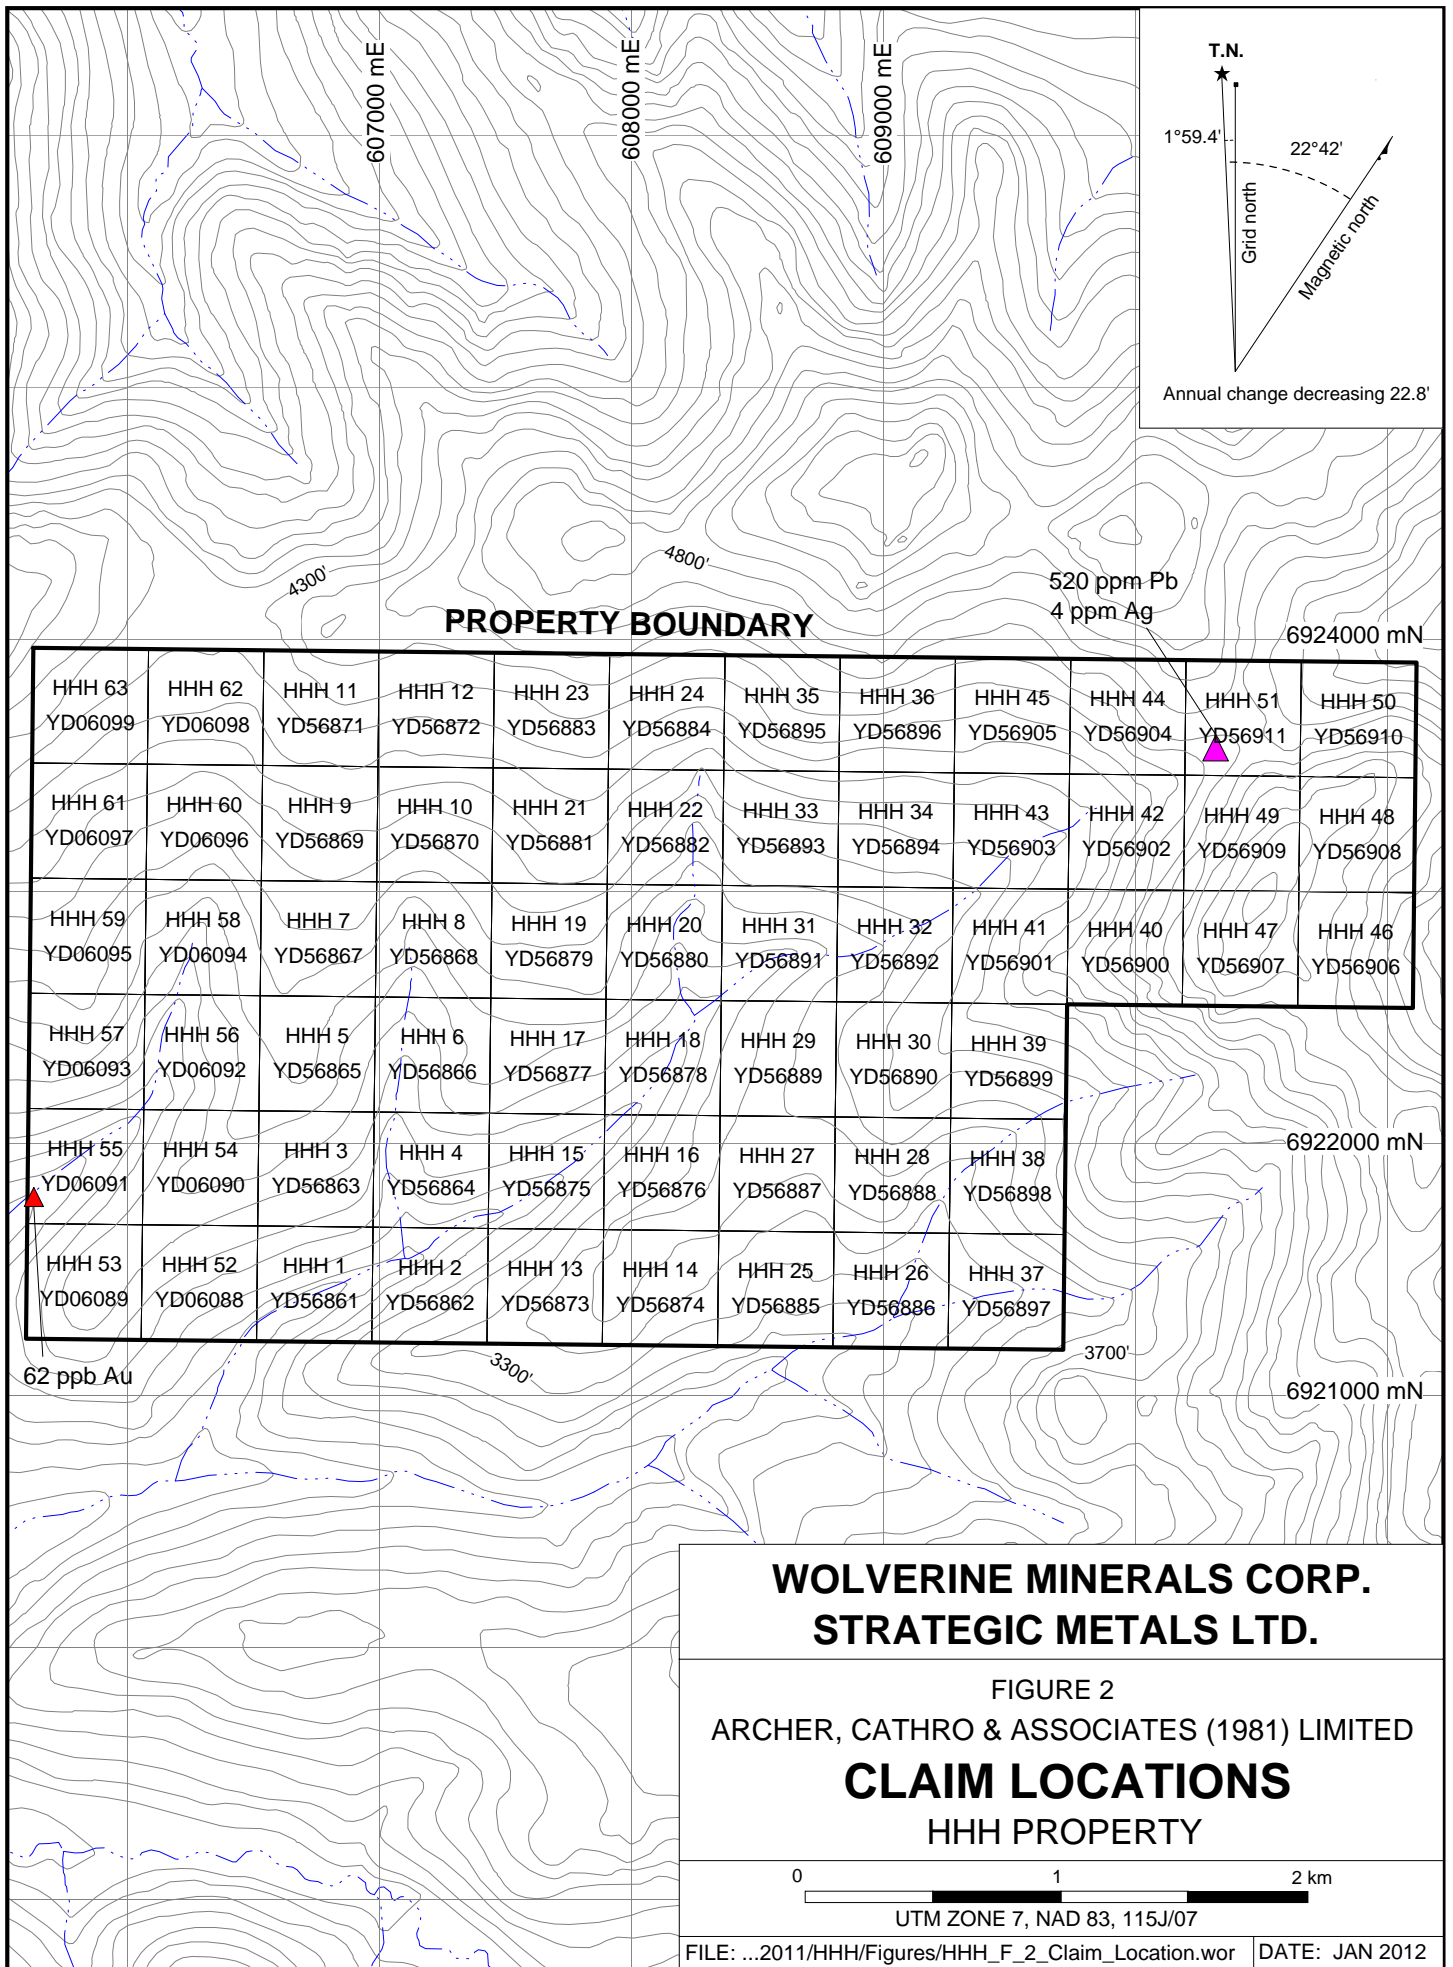 607000 mE
608000 mE
609000 mE
T.N.
1°59.4'
22°42'
Grid north
Magnetic north
Annual change decreasing 22.8'
4300'
4800'
520 ppm Pb
4 ppm Ag
PROPERTY BOUNDARY
6924000 mN
HHH 63 HHH 62 HHH 11 HHH 12 HHH 23 HHH 24 HHH 35 HHH 36 HHH 45 HHH 44 HHH 51 HHH 50
YD06099 YD06098 YD56871 YD56872 YD56883 YD56884 YD56895 YD56896 YD56905 YD56904 YD56911 YD56910
HHH 61 HHH 60 HHH 9 HHH 10 HHH 21 HHH 22 HHH 33 HHH 34 HHH 43 HHH 42 HHH 49 HHH 48
YD06097 YD06096 YD56869 YD56870 YD56881 YD56882 YD56893 YD56894 YD56903 YD56902 YD56909 YD56908
HHH 59 HHH 58 HHH 7 HHH 8 HHH 19 HHH 20 HHH 31 HHH 32 HHH 41 HHH 40 HHH 47 HHH 46
YD06095 YD06094 YD56867 YD56868 YD56879 YD56880 YD56891 YD56892 YD56901 YD56900 YD56907 YD56906
HHH 57 HHH 56 HHH 5 HHH 6 HHH 17 HHH 18 HHH 29 HHH 30 HHH 39
YD06093 YD06092 YD56865 YD56866 YD56877 YD56878 YD56889 YD56890 YD56899
6922000 mN
HHH 55 HHH 54 HHH 3 HHH 4 HHH 15 HHH 16 HHH 27 HHH 28 HHH 38
YD06091 YD06090 YD56863 YD56864 YD56875 YD56876 YD56887 YD56888 YD56898
HHH 53 HHH 52 HHH 1 HHH 2 HHH 13 HHH 14 HHH 25 HHH 26 HHH 37
YD06089 YD06088 YD56861 YD56862 YD56873 YD56874 YD56885 YD56886 YD56897
62 ppb Au
3300'
3700'
6921000 mN
WOLVERINE MINERALS CORP.
STRATEGIC METALS LTD.
FIGURE 2
ARCHER, CATHRO & ASSOCIATES (1981) LIMITED
CLAIM LOCATIONS
HHH PROPERTY
0 1 2 km
UTM ZONE 7, NAD 83, 115J/07
FILE: ...2011/HHH/Figures/HHH_F_2_Claim_Location.wor
DATE: JAN 2012